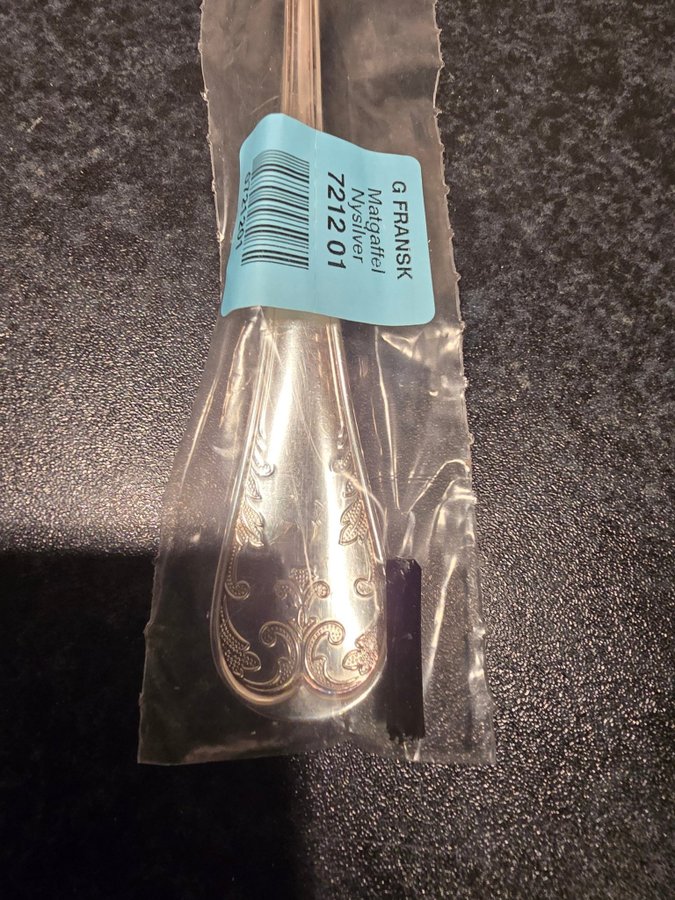 G FRANSK
Matgaffel
Nysilver
7212 01